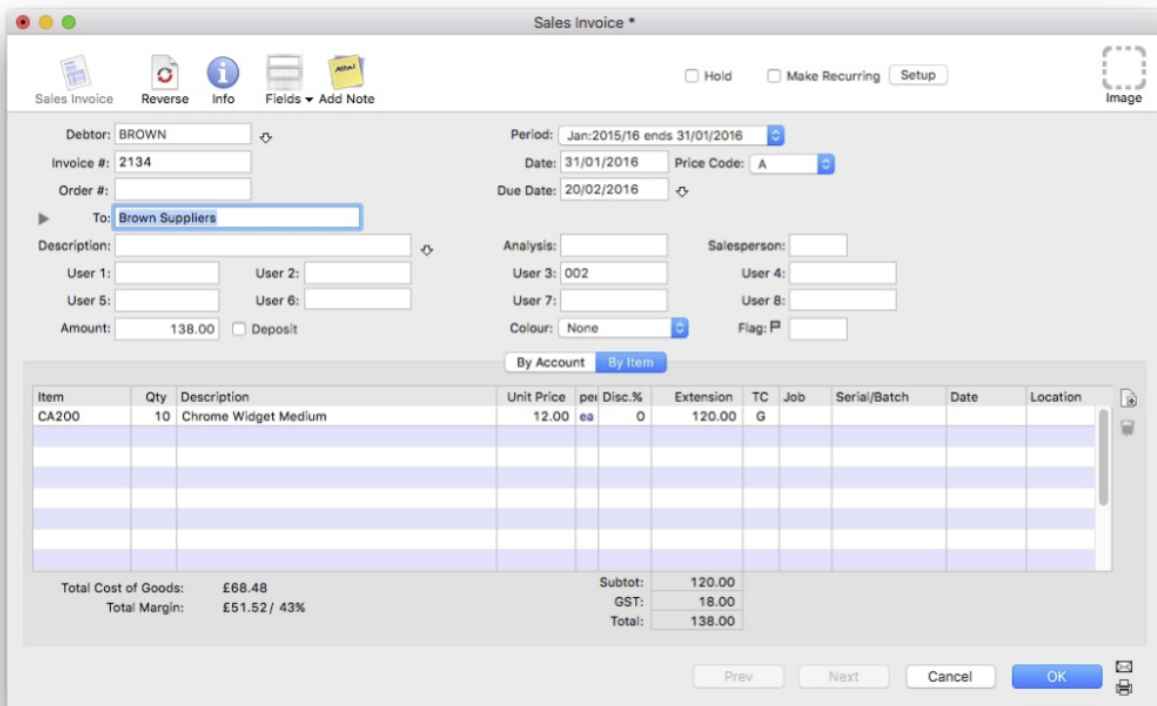 Sales Invoice *
Sales Invoice Reverse Info Fields Add Note Hold Make Recurring Setup Image
Debtor: BROWN Period: Jan:2015/16 ends 31/01/2016
Invoice #: 2134 Date: 31/01/2016 Price Code: A
Order #: Due Date: 20/02/2016
To: Brown Suppliers
Description: Analysis: Salesperson:
User 1: User 2: User 3: 002 User 4:
User 5: User 6: User 7: User 8:
Amount: 138.00 Deposit Colour: None Flag:
By Account By Item
Item Qty Description Unit Price per Disc.% Extension TC Job Serial/Batch Date Location
CA200 10 Chrome Widget Medium 12.00 ea 0 120.00 G
Total Cost of Goods: £68.48 Subtot: 120.00
Total Margin: £51.52/ 43% GST: 18.00
Total: 138.00
Prev Next Cancel OK